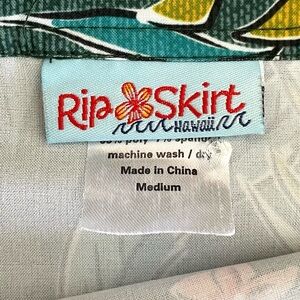 Rip Skirt
Hawaii
machine wash / dry
Made in China
Medium